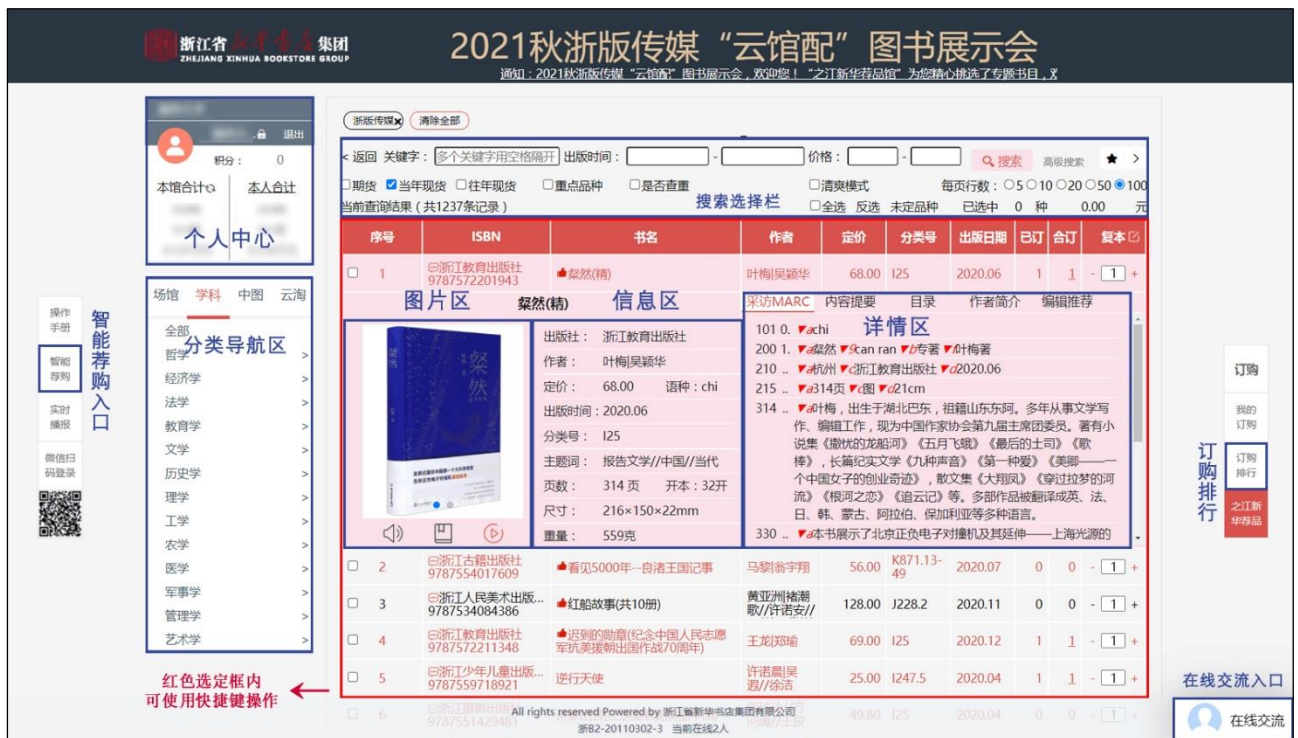 浙江省新华书店集团
ZHEJIANG XINHUA BOOKSTORE GROUP
2021秋浙版传媒“云馆配”图书展示会
通知：2021秋浙版传媒“云馆配”图书展示会，欢迎您！“之江新华荐品馆”为您精心挑选了专题书目，
退出
积分： 0
本馆合计 本人合计
个人中心
浙版传媒x 清除全部
< 返回 关键字： 多个关键字用空格隔开 出版时间： - 价格： - 搜索 高级搜索 ★ >
期货 当年现货 往年现货 重点品种 是否查重 清爽模式 每页行数： 5 10 20 50 100
当前查询结果 ( 共1237条记录 ) 搜索选择栏 全选 反选 未定品种 已选中 0 种 0.00 元
序号 ISBN 书名 作者 定价 分类号 出版日期 已订 合订 复本
1 浙江教育出版社 9787572201943 粲然(精) 叶梅|吴颖华 68.00 I25 2020.06 1 1 - 1 +
图片区 粲然(精) 信息区
采访MARC 内容提要 目录 作者简介 编辑推荐
详情区
粲然
出版社： 浙江教育出版社
作者： 叶梅|吴颖华
定价： 68.00 语种：chi
出版时间：2020.06
分类号： I25
主题词： 报告文学//中国//当代
页数： 314 页 开本：32开
尺寸： 216×150×22mm
重量： 559克
101 0. ▼achi
200 1. ▼a粲然▼9can ran▼b专著▼f叶梅著
210 .. ▼a杭州▼c浙江教育出版社▼d2020.06
215 .. ▼a314页▼c图▼d21cm
314 .. ▼a叶梅，出生于湖北巴东，祖籍山东东阿。多年从事文学写
作、编辑工作，现为中国作家协会第九届主席团委员。著有小
说集《撒忧的龙船河》《五月飞蛾》《最后的土司》《歌
棒》，长篇纪实文学《九种声音》《第一种爱》《美卿——一
个中国女子的创业奇迹》，散文集《大翔凤》《穿过拉梦的河
流》《根河之恋》《追云记》等。多部作品被翻译成英、法、
日、韩、蒙古、阿拉伯、保加利亚等多种语言。
330 .. ▼a本书展示了北京正负电子对撞机及其延伸——上海光源的
2 浙江古籍出版社 9787554017609 看见5000年--良渚王国记事 马黎|翁宇翔 56.00 K871.13-49 2020.07 0 0 - 1 +
3 浙江人民美术出版... 9787534084386 红船故事(共10册) 黄亚洲|褚潮歌//许诺安// 128.00 J228.2 2020.11 0 0 - 1 +
4 浙江教育出版社 9787572211348 迟到的勋章(纪念中国人民志愿军抗美援朝出国作战70周年) 王龙|郑瑜 69.00 I25 2020.12 1 1 - 1 +
5 浙江少年儿童出版... 9787559718921 逆行天使 许诺晨|吴遐//徐洁 25.00 I247.5 2020.04 1 1 - 1 +
6 9787551429481 49.80 I25 2020.04 0 0 - 1 +
场馆 学科 中图 云淘
分类导航区
全部
哲学 >
经济学 >
法学 >
教育学 >
文学 >
历史学 >
理学 >
工学 >
农学 >
医学 >
军事学 >
管理学 >
艺术学 >
红色选定框内
可使用快捷键操作
操作手册
智能荐购
实时播报
微信扫码登录
智能荐购入口
订购
我的订购
订购排行
之江新华荐品
订购排行
在线交流入口
在线交流
All rights reserved Powered by 浙江省新华书店集团有限公司
浙B2-20110302-3 当前在线2人